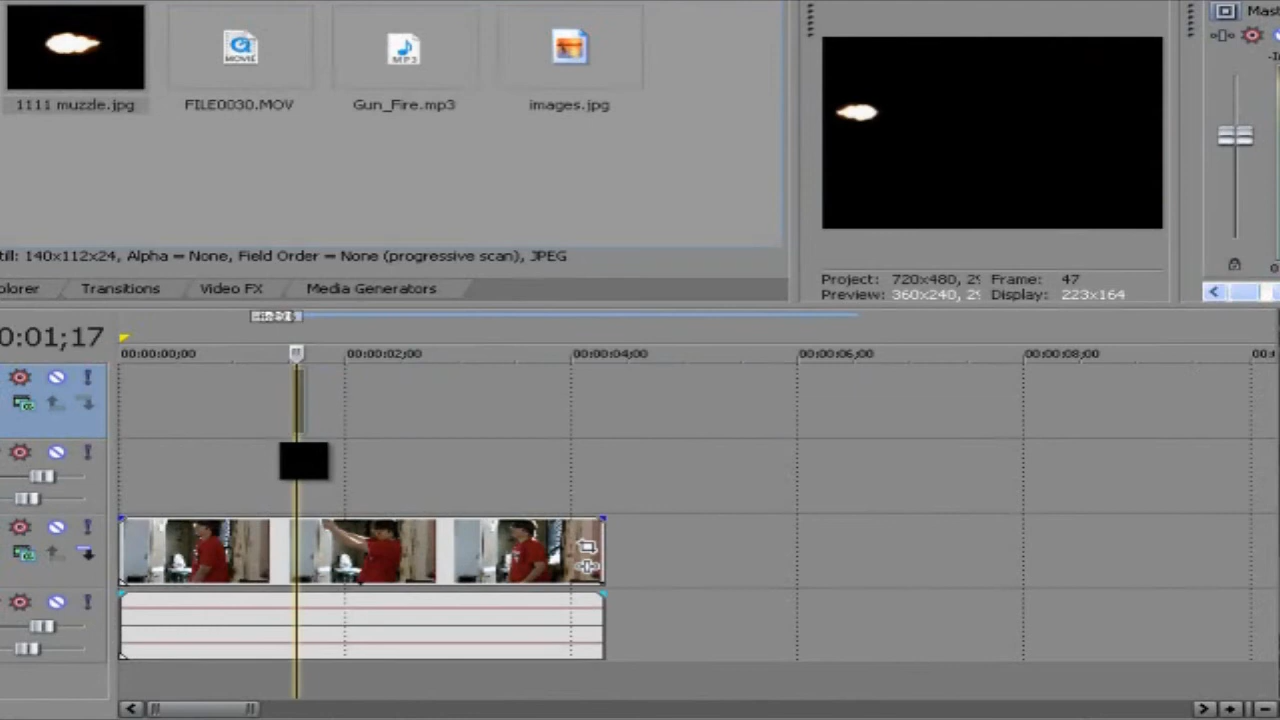 Mast
1111 muzzle.jpg
FILE0030.MOV
Gun_Fire.mp3
images.jpg
MOVIE
MP3
till: 140x112x24, Alpha = None, Field Order = None (progressive scan), JPEG
plorer
Transitions
Video FX
Media Generators
Project: 720x480, 29
Frame: 47
Preview: 360x240, 29
Display: 223x164
0:01;17
00:00:00;00
00:00:02;00
00:00:04;00
00:00:06;00
00:00:08;00
00:0